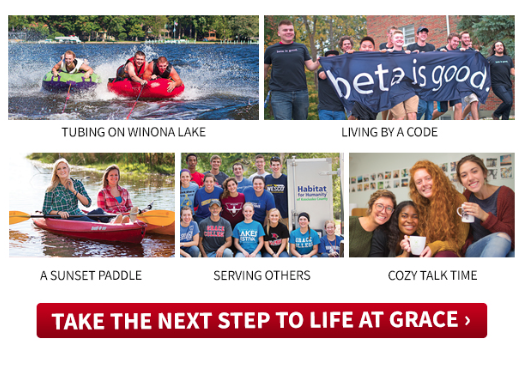 beta is good.
TUBING ON WINONA LAKE
LIVING BY A CODE
Habitat
for Humanity
A SUNSET PADDLE
SERVING OTHERS
COZY TALK TIME
TAKE THE NEXT STEP TO LIFE AT GRACE ›